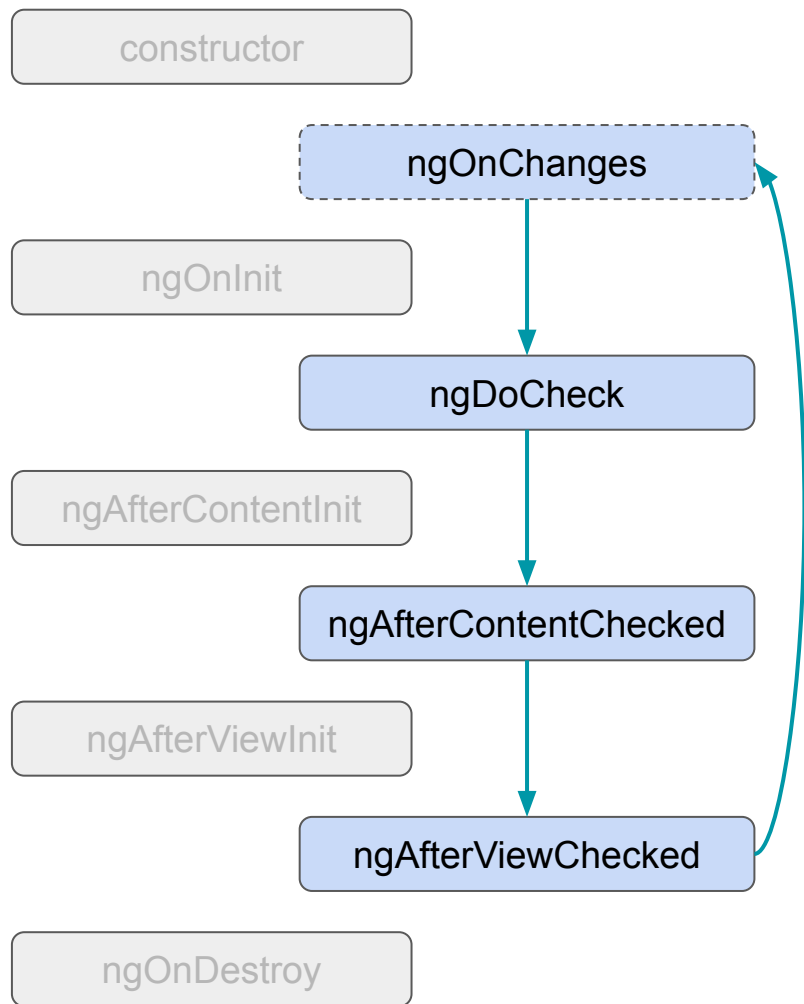 constructor
ngOnChanges
ngOnInit
ngDoCheck
ngAfterContentInit
ngAfterContentChecked
ngAfterViewInit
ngAfterViewChecked
ngOnDestroy